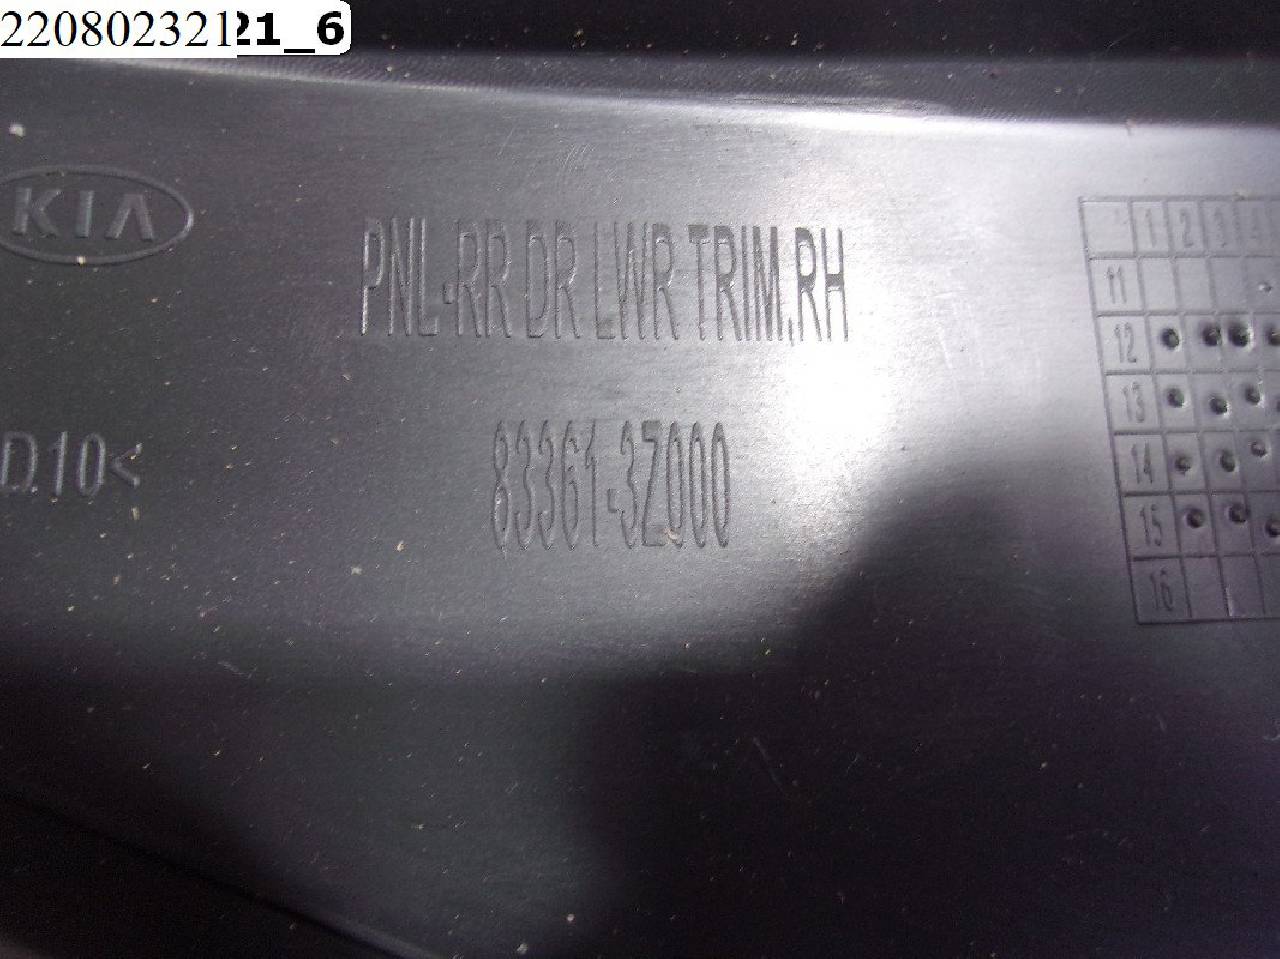 22080232121_6
KIA
PNL-RR DR LWR TRIM,RH
83361-3Z000
D10<
1 2 3 4
11
12
13
14
15
16